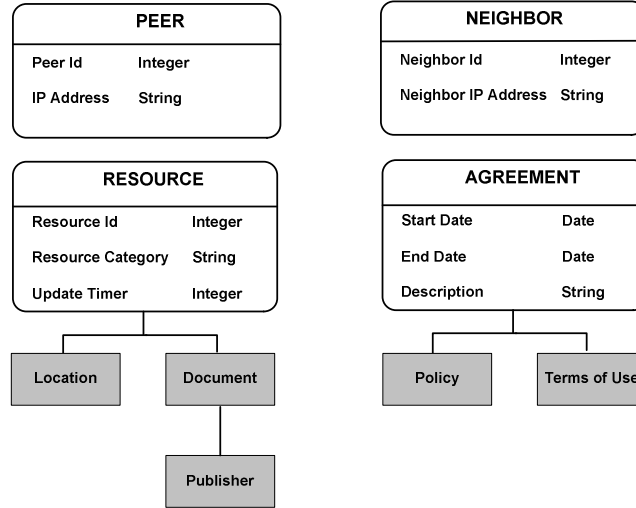 PEER
Peer Id Integer
IP Address String
NEIGHBOR
Neighbor Id Integer
Neighbor IP Address String
RESOURCE
Resource Id Integer
Resource Category String
Update Timer Integer
Location
Document
Publisher
AGREEMENT
Start Date Date
End Date Date
Description String
Policy
Terms of Use